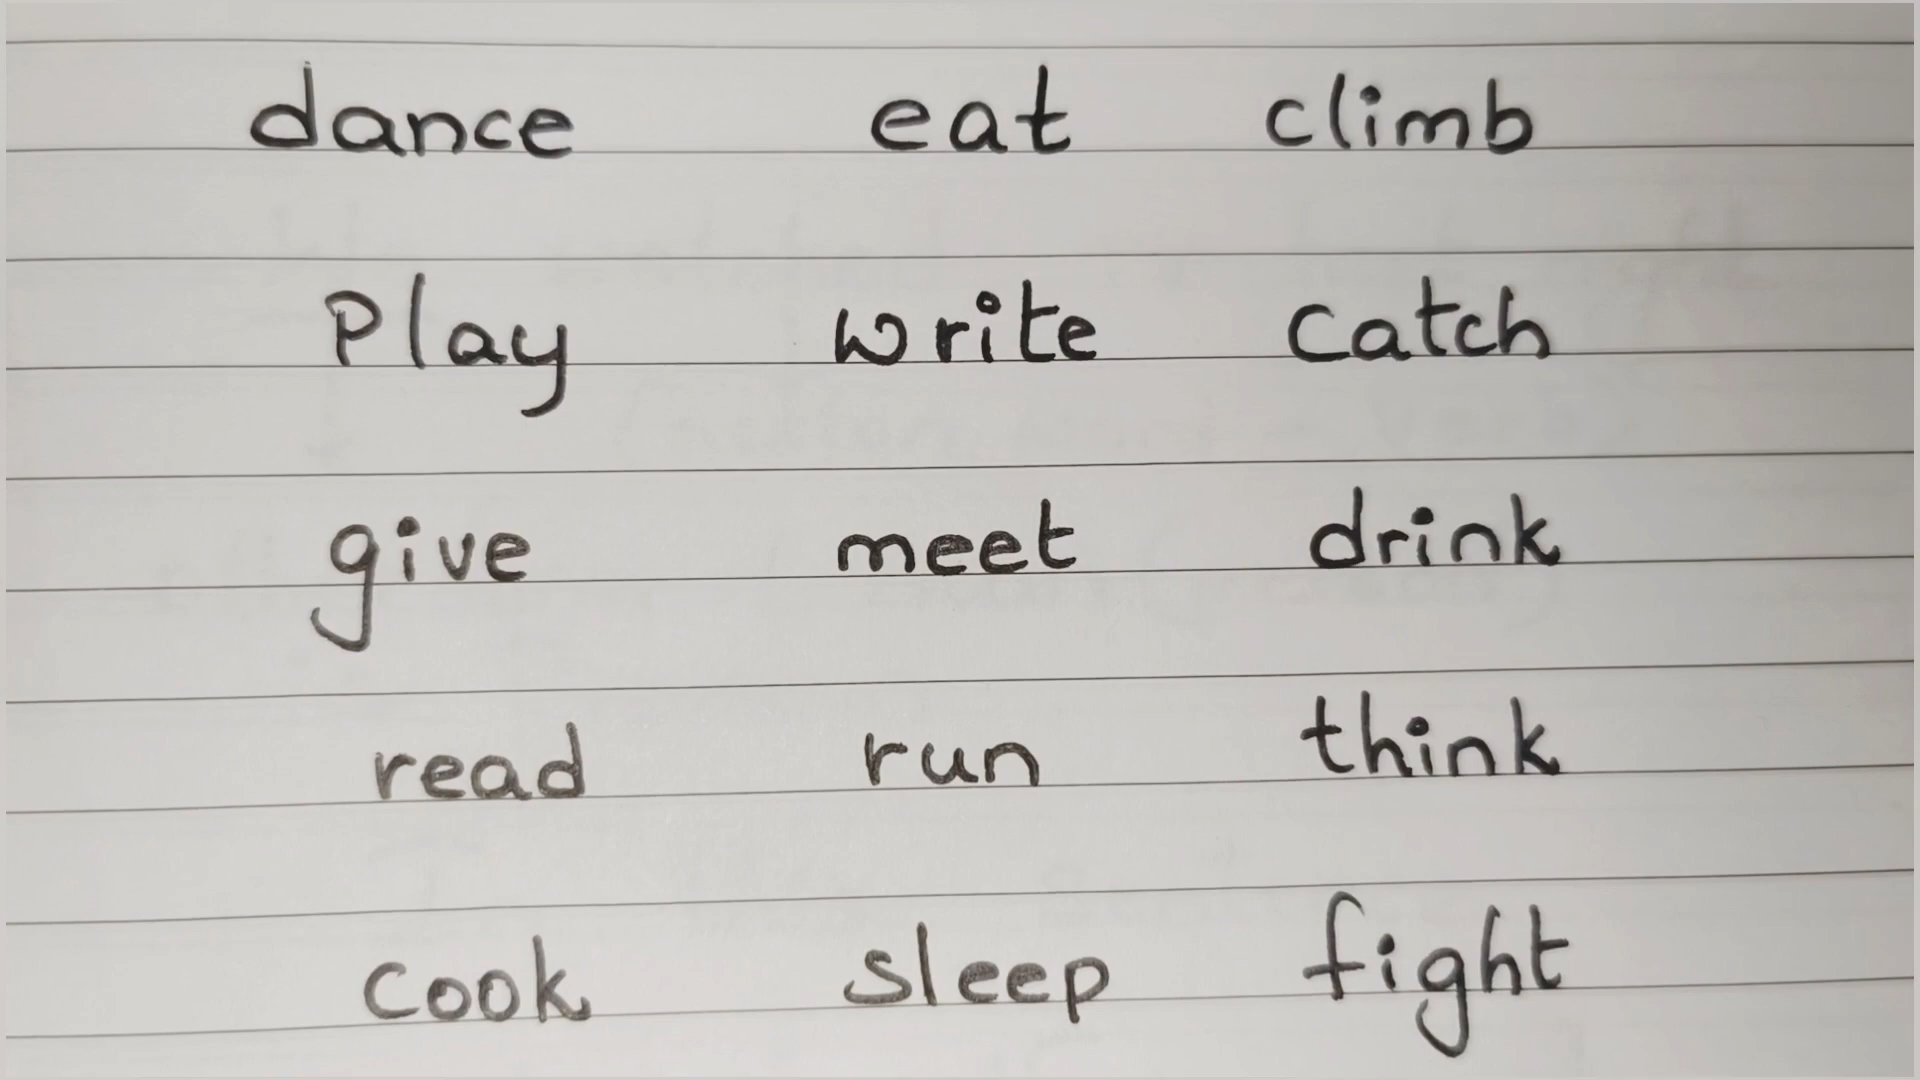 dance eat climb
Play write catch
give meet drink
read run think
cook sleep fight